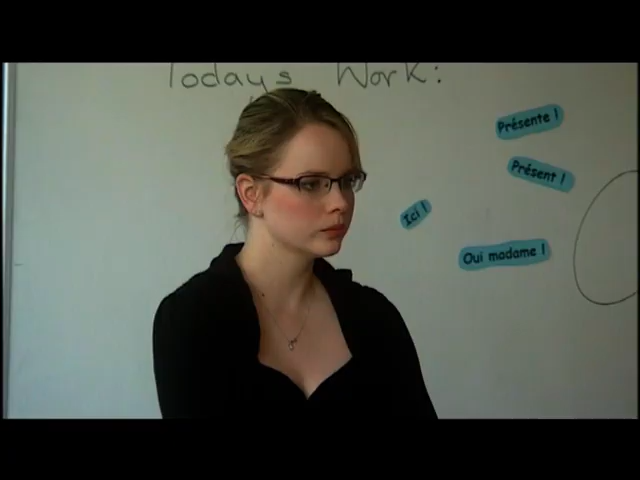 Todays Work:
Présente !
Présent !
Ici !
Oui madame !